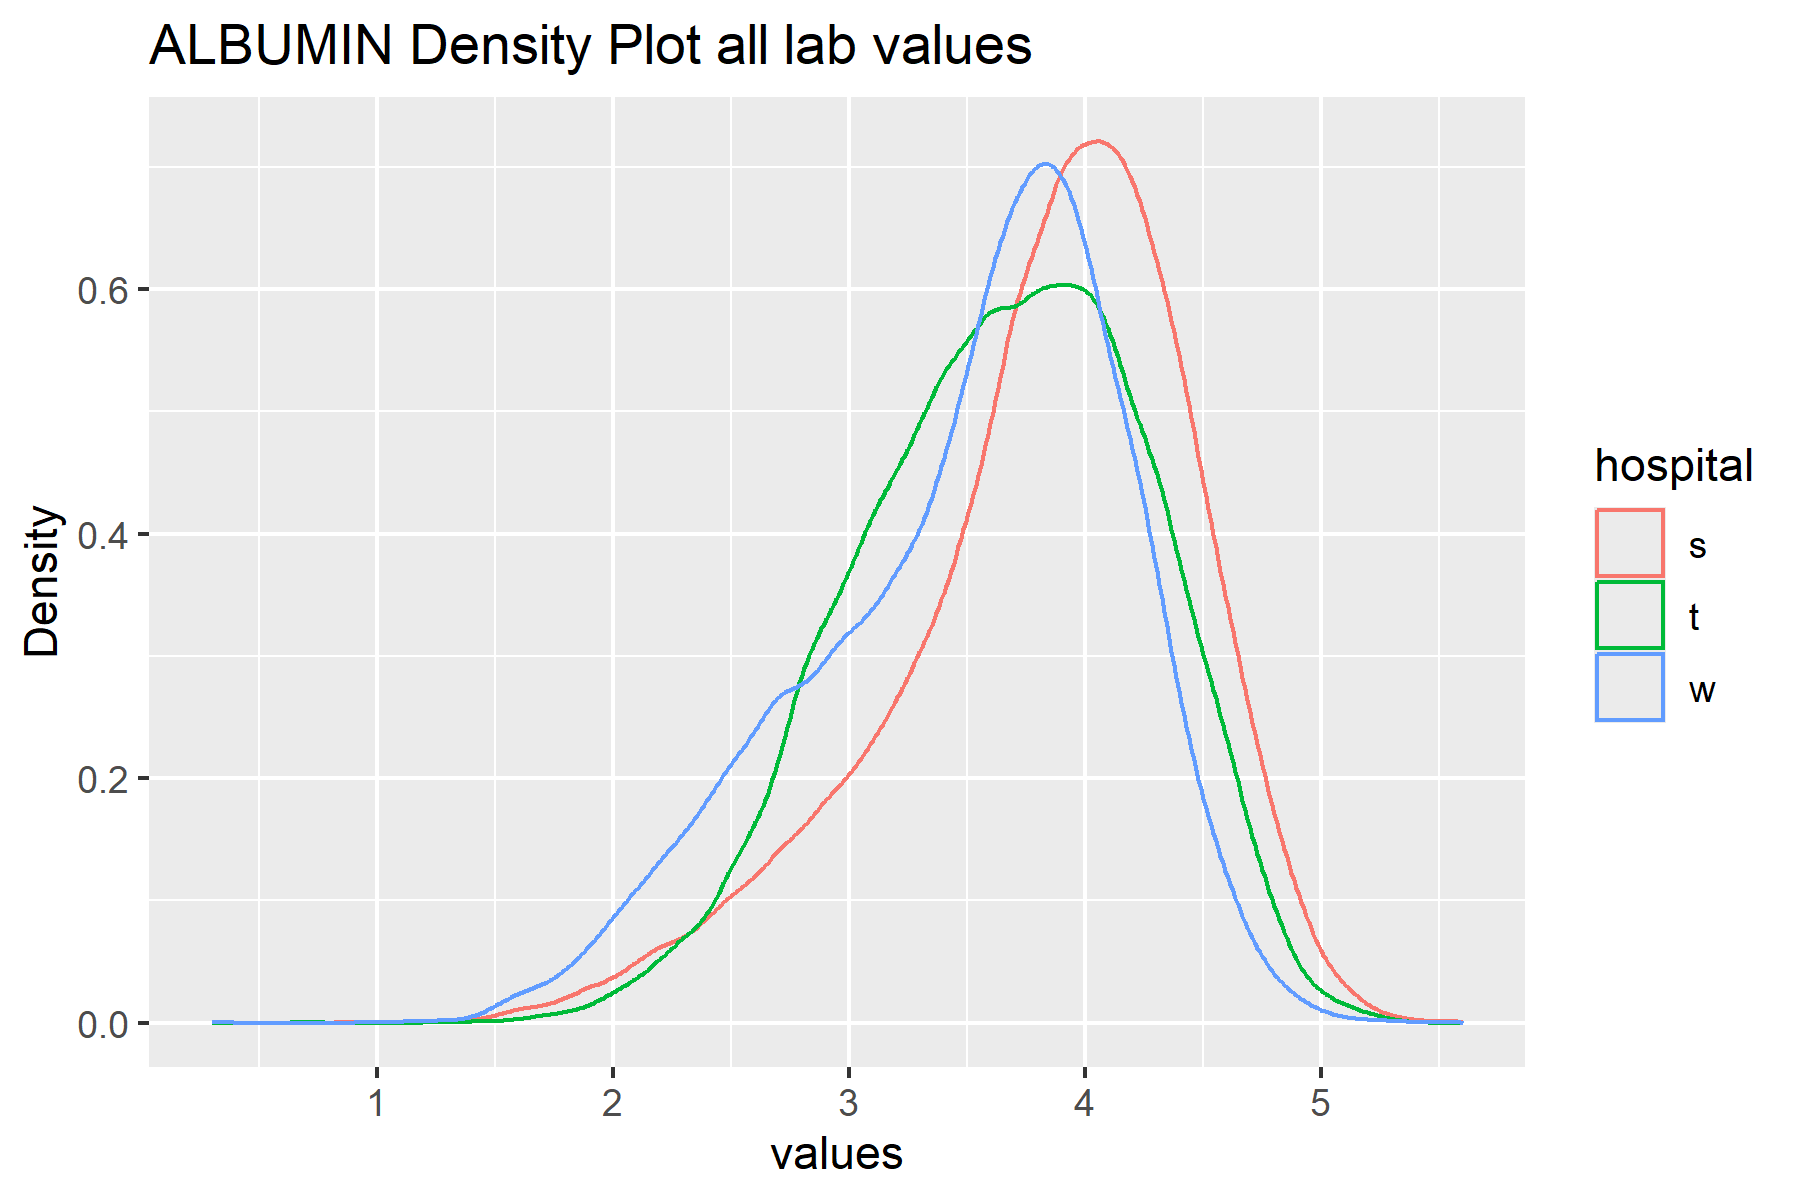 ALBUMIN Density Plot all lab values
Density
0.6
0.4
0.2
0.0
1 2 3 4 5
values
hospital
s
t
w